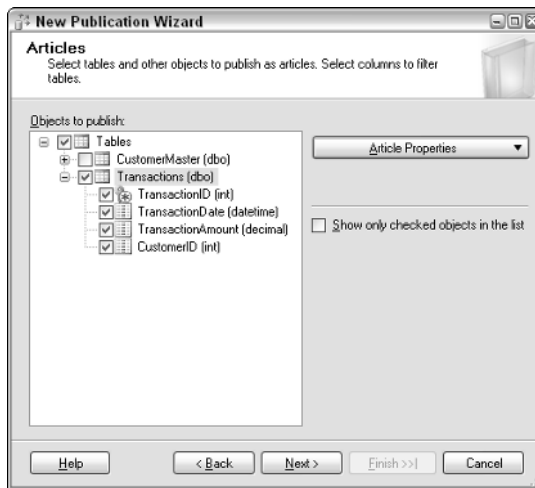 New Publication Wizard
Articles
Select tables and other objects to publish as articles. Select columns to filter
tables.
Objects to publish:
Tables
CustomerMaster (dbo)
Transactions (dbo)
TransactionID (int)
TransactionDate (datetime)
TransactionAmount (decimal)
CustomerID (int)
Article Properties
Show only checked objects in the list
Help
< Back
Next >
Finish >>|
Cancel